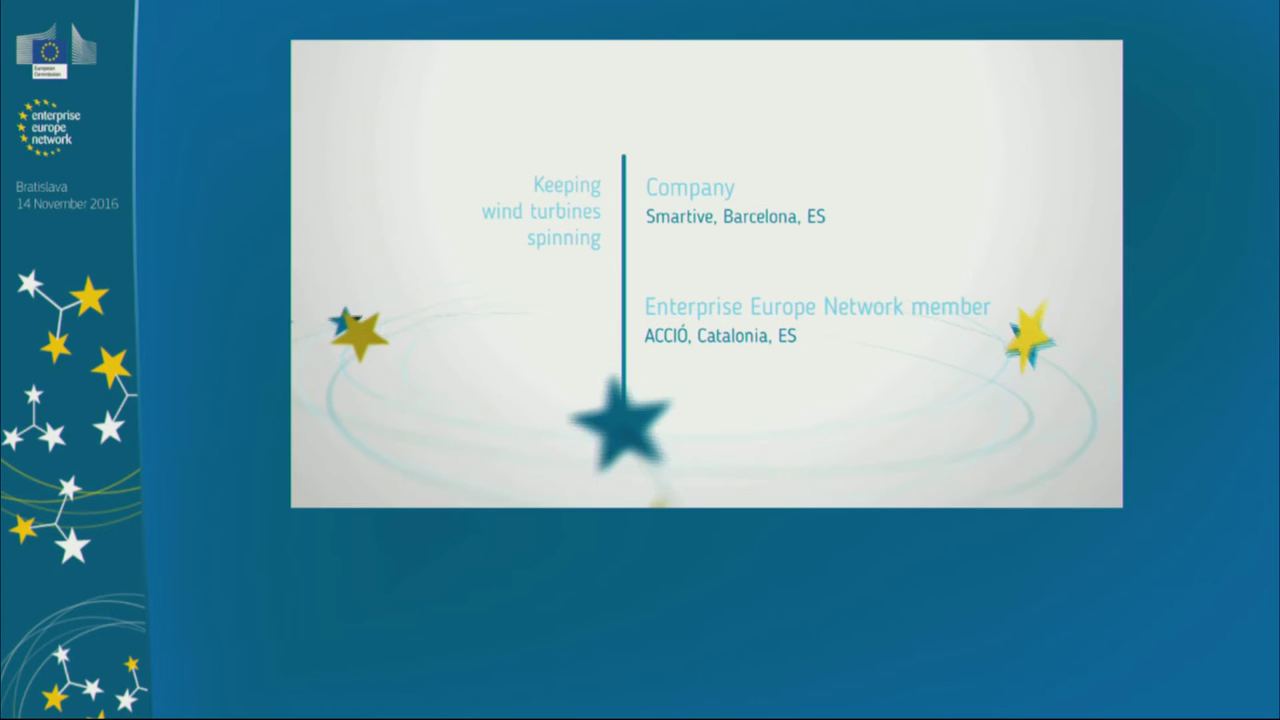 European
Commission
enterprise
europe
network
Bratislava
14 November 2016
Keeping
wind turbines
spinning
Company
Smartive, Barcelona, ES
Enterprise Europe Network member
ACCIÓ, Catalonia, ES